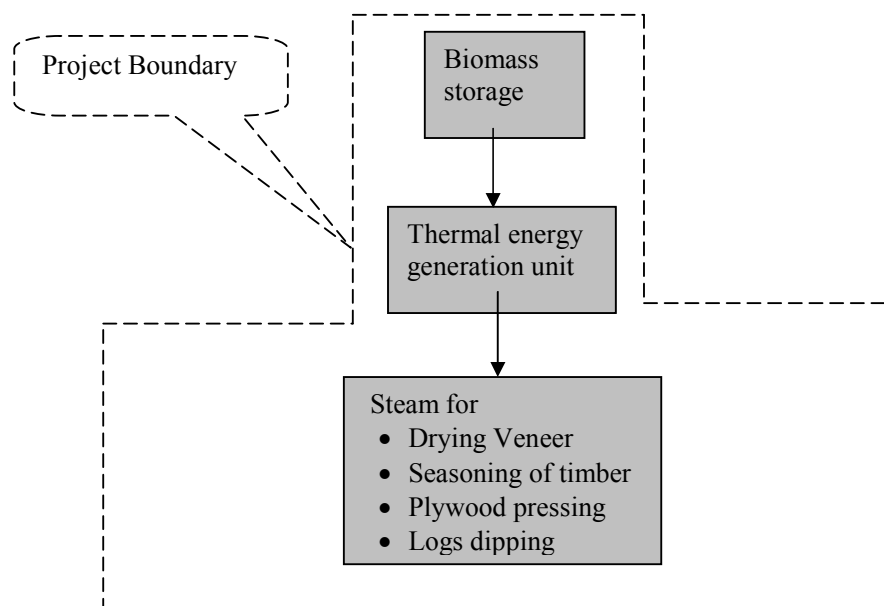 Project Boundary
Biomass
storage
Thermal energy
generation unit
Steam for
• Drying Veneer
• Seasoning of timber
• Plywood pressing
• Logs dipping